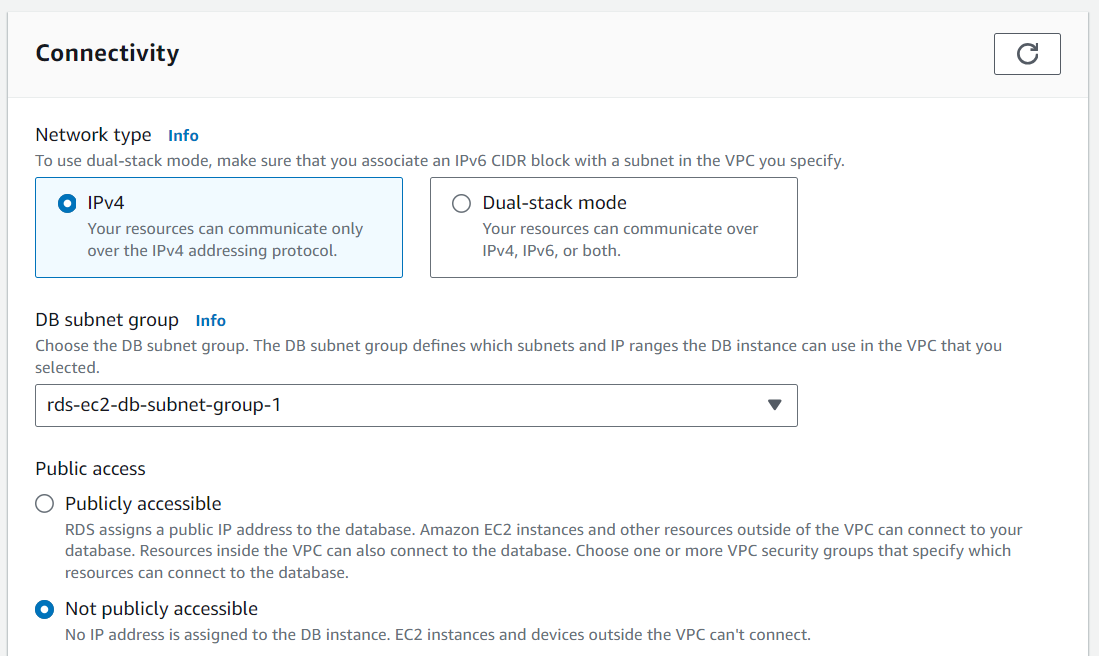 Connectivity
Network type Info
To use dual-stack mode, make sure that you associate an IPv6 CIDR block with a subnet in the VPC you specify.
IPv4
Your resources can communicate only
over the IPv4 addressing protocol.
Dual-stack mode
Your resources can communicate over
IPv4, IPv6, or both.
DB subnet group Info
Choose the DB subnet group. The DB subnet group defines which subnets and IP ranges the DB instance can use in the VPC that you
selected.
rds-ec2-db-subnet-group-1
Public access
Publicly accessible
RDS assigns a public IP address to the database. Amazon EC2 instances and other resources outside of the VPC can connect to your
database. Resources inside the VPC can also connect to the database. Choose one or more VPC security groups that specify which
resources can connect to the database.
Not publicly accessible
No IP address is assigned to the DB instance. EC2 instances and devices outside the VPC can't connect.